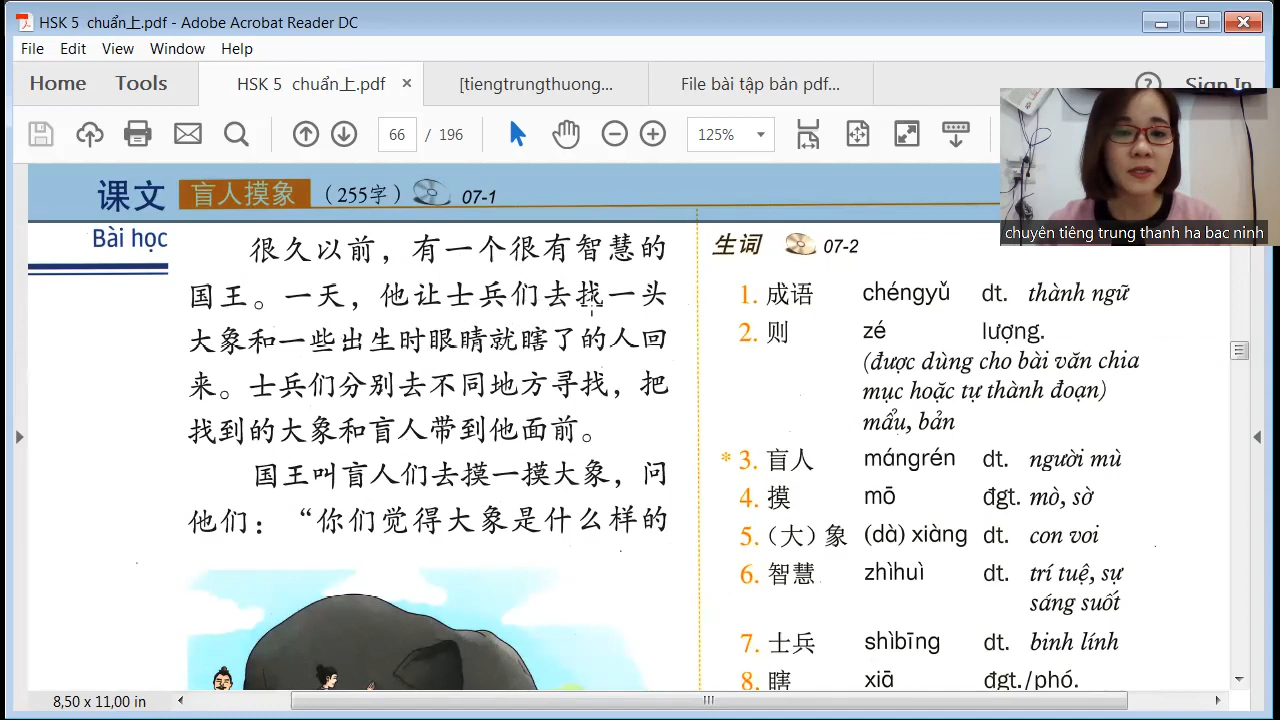 HSK 5 chuẩn上.pdf - Adobe Acrobat Reader DC
File Edit View Window Help
Home Tools HSK 5 chuẩn上.pdf × [tiengtrungthuong... File bài tập bản pdf... Sign In
66 / 196 125%
chuyên tiêng trung thanh ha bac ninh
课文 盲人摸象 (255字) 07-1
Bài học
很久以前，有一个很有智慧的
国王。一天，他让士兵们去找一头
大象和一些出生时眼睛就瞎了的人回
来。士兵们分别去不同地方寻找，把
找到的大象和盲人带到他面前。
国王叫盲人们去摸一摸大象，问
他们：“你们觉得大象是什么样的
生词 07-2
1. 成语 chéngyǔ dt. thành ngữ
2. 则 zé lượng.
(được dùng cho bài văn chia
mục hoặc tự thành đoạn)
mẩu, bản
* 3. 盲人 mángrén dt. người mù
4. 摸 mō đgt. mò, sờ
5. (大) 象 (dà) xiàng dt. con voi
6. 智慧 zhìhuì dt. trí tuệ, sự
sáng suốt
7. 士兵 shìbīng dt. binh lính
8. 瞎 xiā đgt./phó.
8,50 x 11,00 in